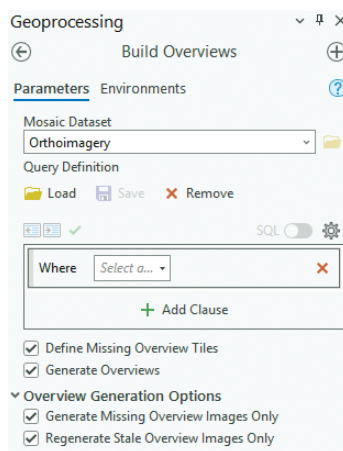 Geoprocessing
Build Overviews
Parameters Environments
Mosaic Dataset
Orthoimagery
Query Definition
Load Save Remove
SQL
Where Select a...
Add Clause
Define Missing Overview Tiles
Generate Overviews
Overview Generation Options
Generate Missing Overview Images Only
Regenerate Stale Overview Images Only